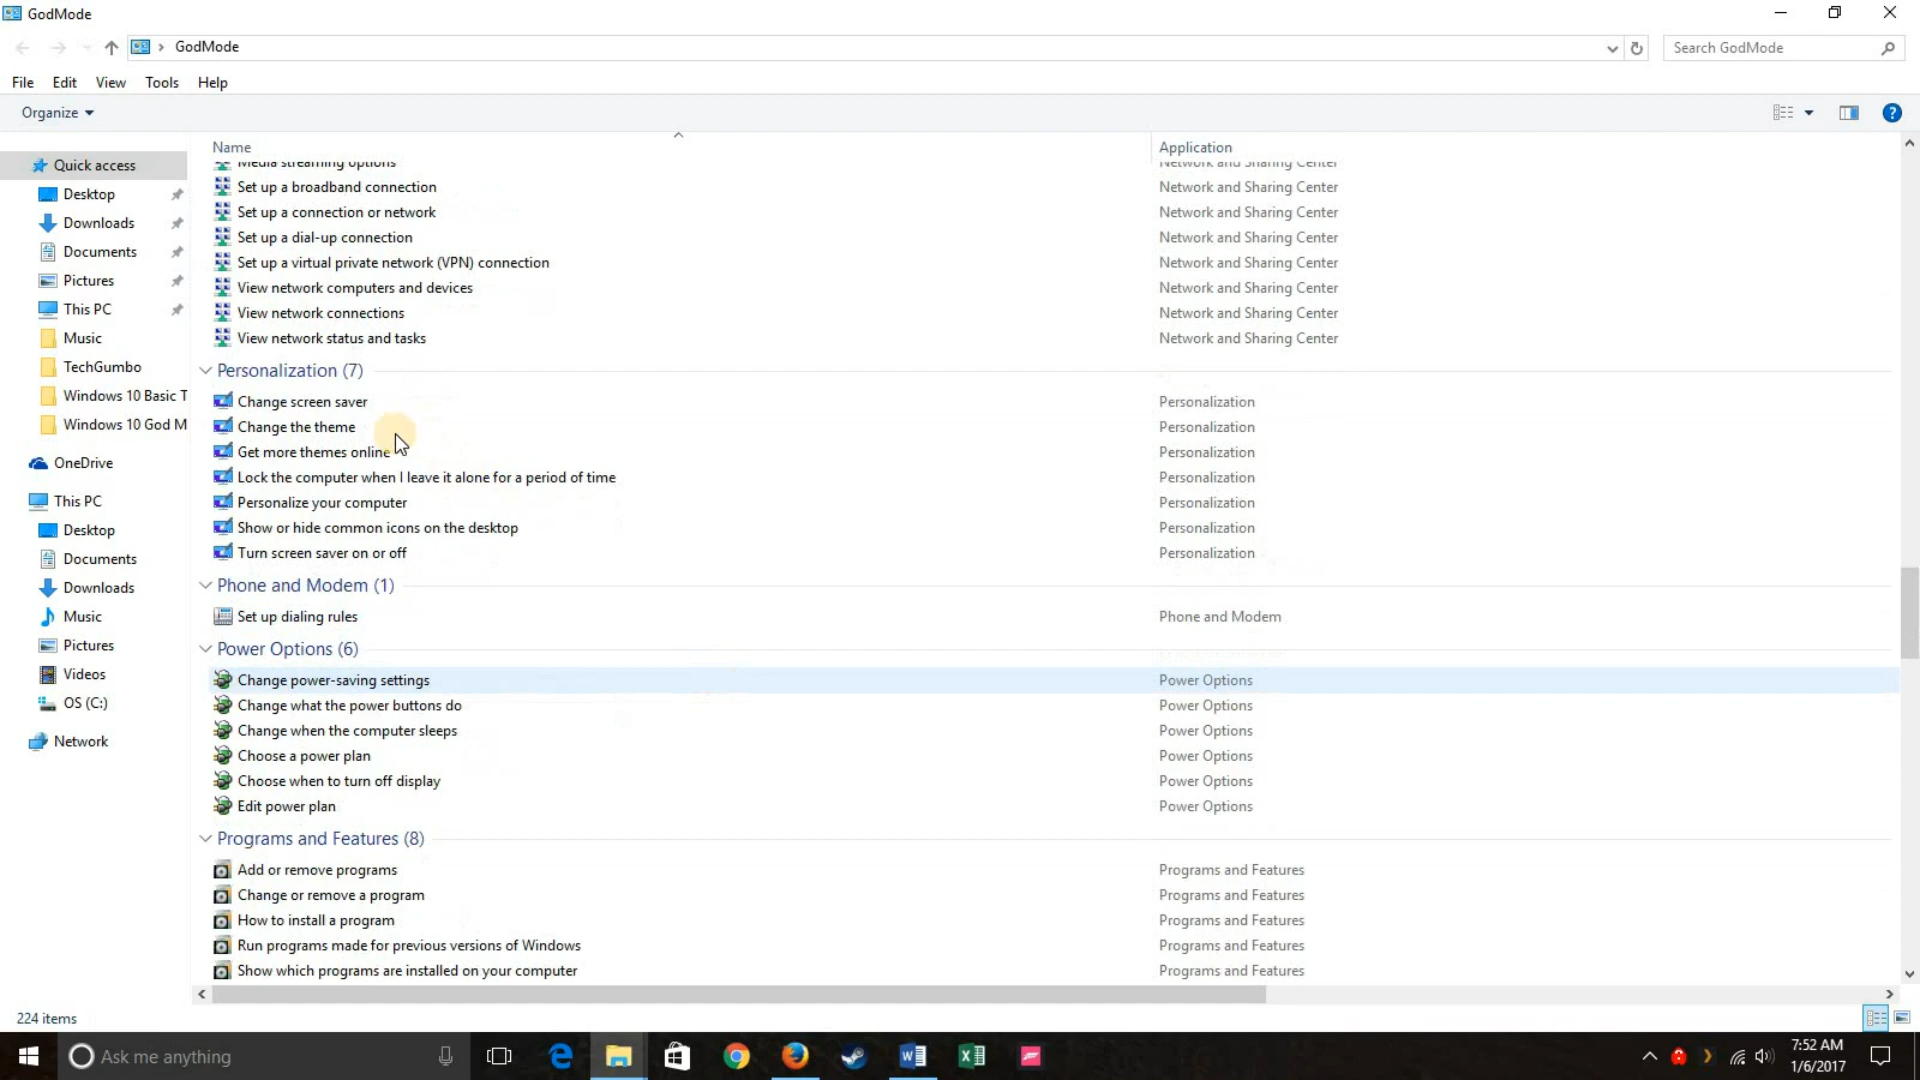 GodMode
GodMode
Search GodMode
File Edit View Tools Help
Organize
Name Application
Media streaming options Network and Sharing Center
Set up a broadband connection Network and Sharing Center
Set up a connection or network Network and Sharing Center
Set up a dial-up connection Network and Sharing Center
Set up a virtual private network (VPN) connection Network and Sharing Center
View network computers and devices Network and Sharing Center
View network connections Network and Sharing Center
View network status and tasks Network and Sharing Center
Personalization (7)
Change screen saver Personalization
Change the theme Personalization
Get more themes online Personalization
Lock the computer when I leave it alone for a period of time Personalization
Personalize your computer Personalization
Show or hide common icons on the desktop Personalization
Turn screen saver on or off Personalization
Phone and Modem (1)
Set up dialing rules Phone and Modem
Power Options (6)
Change power-saving settings Power Options
Change what the power buttons do Power Options
Change when the computer sleeps Power Options
Choose a power plan Power Options
Choose when to turn off display Power Options
Edit power plan Power Options
Programs and Features (8)
Add or remove programs Programs and Features
Change or remove a program Programs and Features
How to install a program Programs and Features
Run programs made for previous versions of Windows Programs and Features
Show which programs are installed on your computer Programs and Features
Quick access
Desktop
Downloads
Documents
Pictures
This PC
Music
TechGumbo
Windows 10 Basic T
Windows 10 God M
OneDrive
This PC
Desktop
Documents
Downloads
Music
Pictures
Videos
OS (C:)
Network
224 items
Ask me anything
7:52 AM
1/6/2017